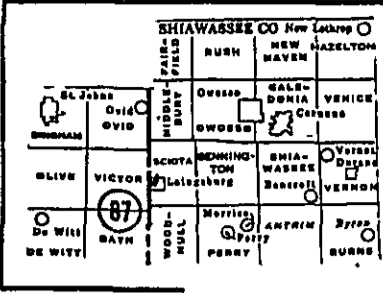 SHIAWASSEE CO New Lothrop
FAIR-
FIELD
RUSH
NEW
HAVEN
HAZELTON
St. Johns
BINGHAM
Ovid
OVID
MIDDLE-
BURY
Owosso
OWOSSO
CALE-
DONIA
Corunna
VENICE
OLIVE
VICTOR
SCIOTA
Laingsburg
BENNING-
TON
SHIA-
WASSEE
Bancroft
Vernon
Durand
VERNON
De Witt
DE WITT
87
BATH
WOOD-
HULL
Morrice
Perry
PERRY
ANTRIM
Byron
BURNS